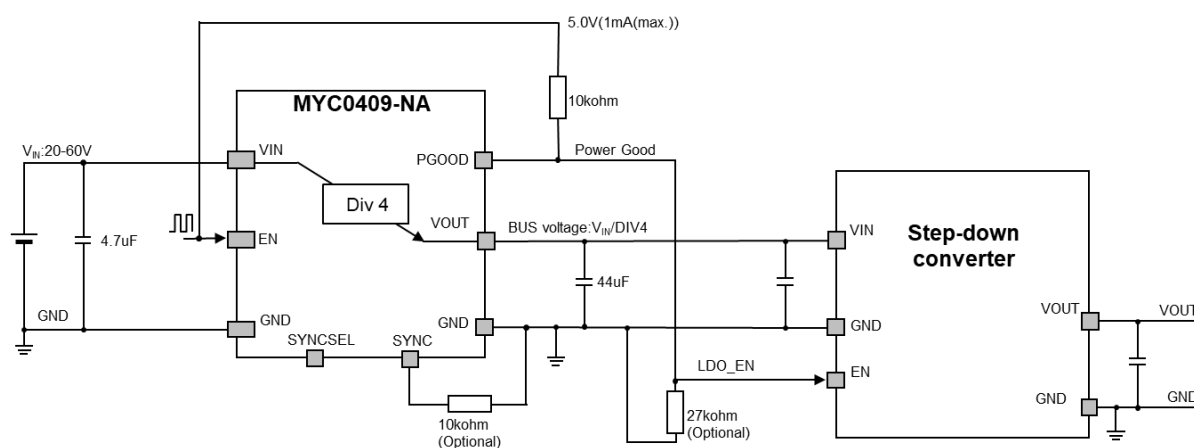 5.0V(1mA(max.))
MYC0409-NA
10kohm
VIN:20-60V
VIN
PGOOD
Power Good
Div 4
4.7uF
EN
VOUT
BUS voltage:VIN/DIV4
VIN
Step-down
converter
44uF
GND
GND
GND
GND
VOUT
VOUT
SYNCSEL
SYNC
LDO_EN
EN
10kohm
(Optional)
27kohm
(Optional)
GND
GND